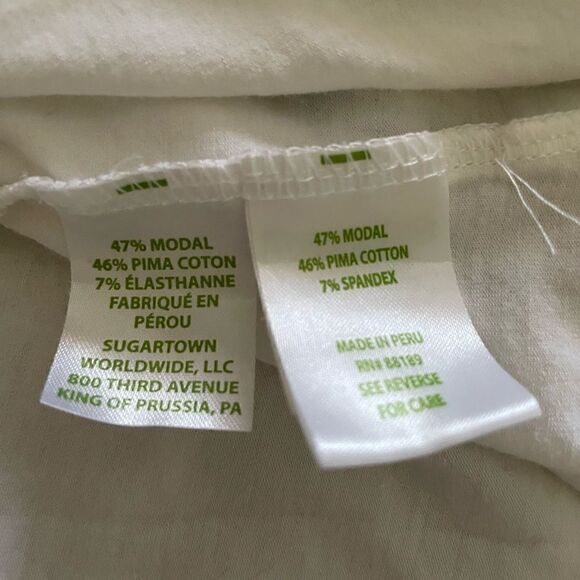 47% MODAL
46% PIMA COTON
7% ÉLASTHANNE
FABRIQUÉ EN
PÉROU
SUGARTOWN
WORLDWIDE, LLC
800 THIRD AVENUE
KING OF PRUSSIA, PA
47% MODAL
46% PIMA COTTON
7% SPANDEX
MADE IN PERU
RN# 88189
SEE REVERSE
FOR CARE